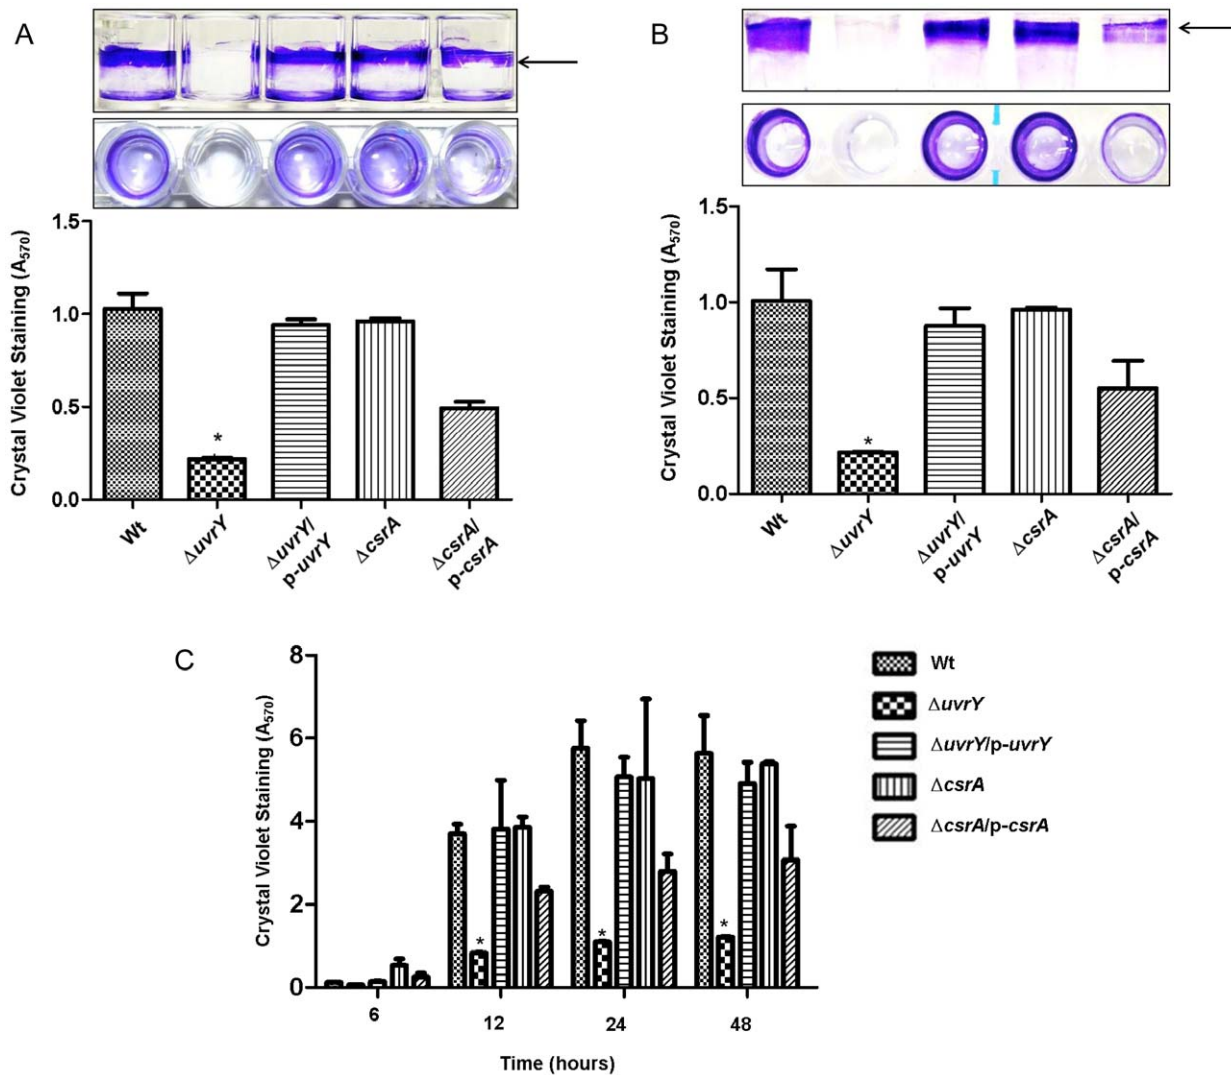 A
1.5
1.0
0.5
0.0
Crystal Violet Staining (A570)
*
Wt
ΔuvrY
ΔuvrY/
p-uvrY
ΔcsrA
ΔcsrA/
p-csrA
B
1.5
1.0
0.5
0.0
Crystal Violet Staining (A570)
*
Wt
ΔuvrY
ΔuvrY/
p-uvrY
ΔcsrA
ΔcsrA/
p-csrA
C
8
6
4
2
0
Crystal Violet Staining (A570)
*
*
*
6
12
24
48
Time (hours)
Wt
ΔuvrY
ΔuvrY/p-uvrY
ΔcsrA
ΔcsrA/p-csrA